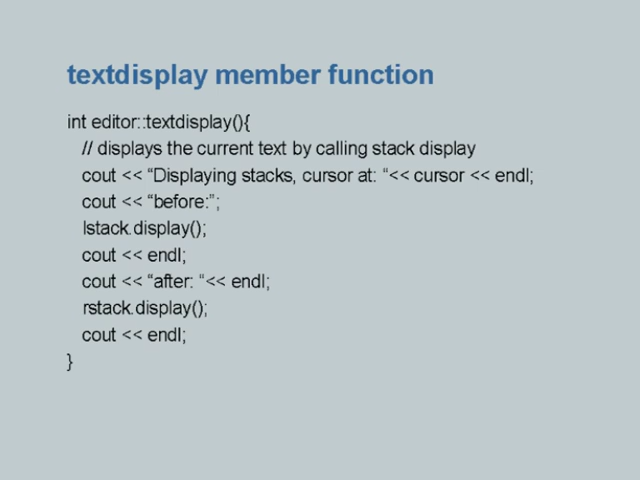 textdisplay member function
int editor::textdisplay(){
// displays the current text by calling stack display
cout << “Displaying stacks, cursor at: “<< cursor << endl;
cout << “before:”;
lstack.display();
cout << endl;
cout << “after: “<< endl;
rstack.display();
cout << endl;
}